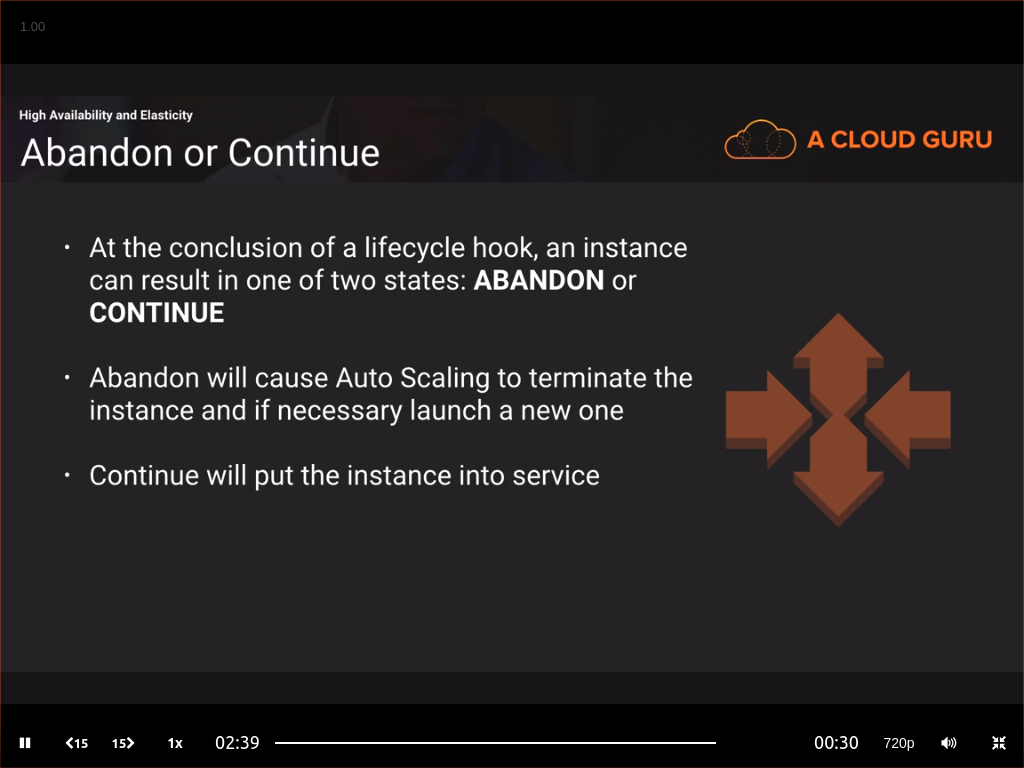 1.00
High Availability and Elasticity
Abandon or Continue
A CLOUD GURU
• At the conclusion of a lifecycle hook, an instance
can result in one of two states: ABANDON or
CONTINUE
• Abandon will cause Auto Scaling to terminate the
instance and if necessary launch a new one
• Continue will put the instance into service
15 15 1x 02:39 00:30 720p